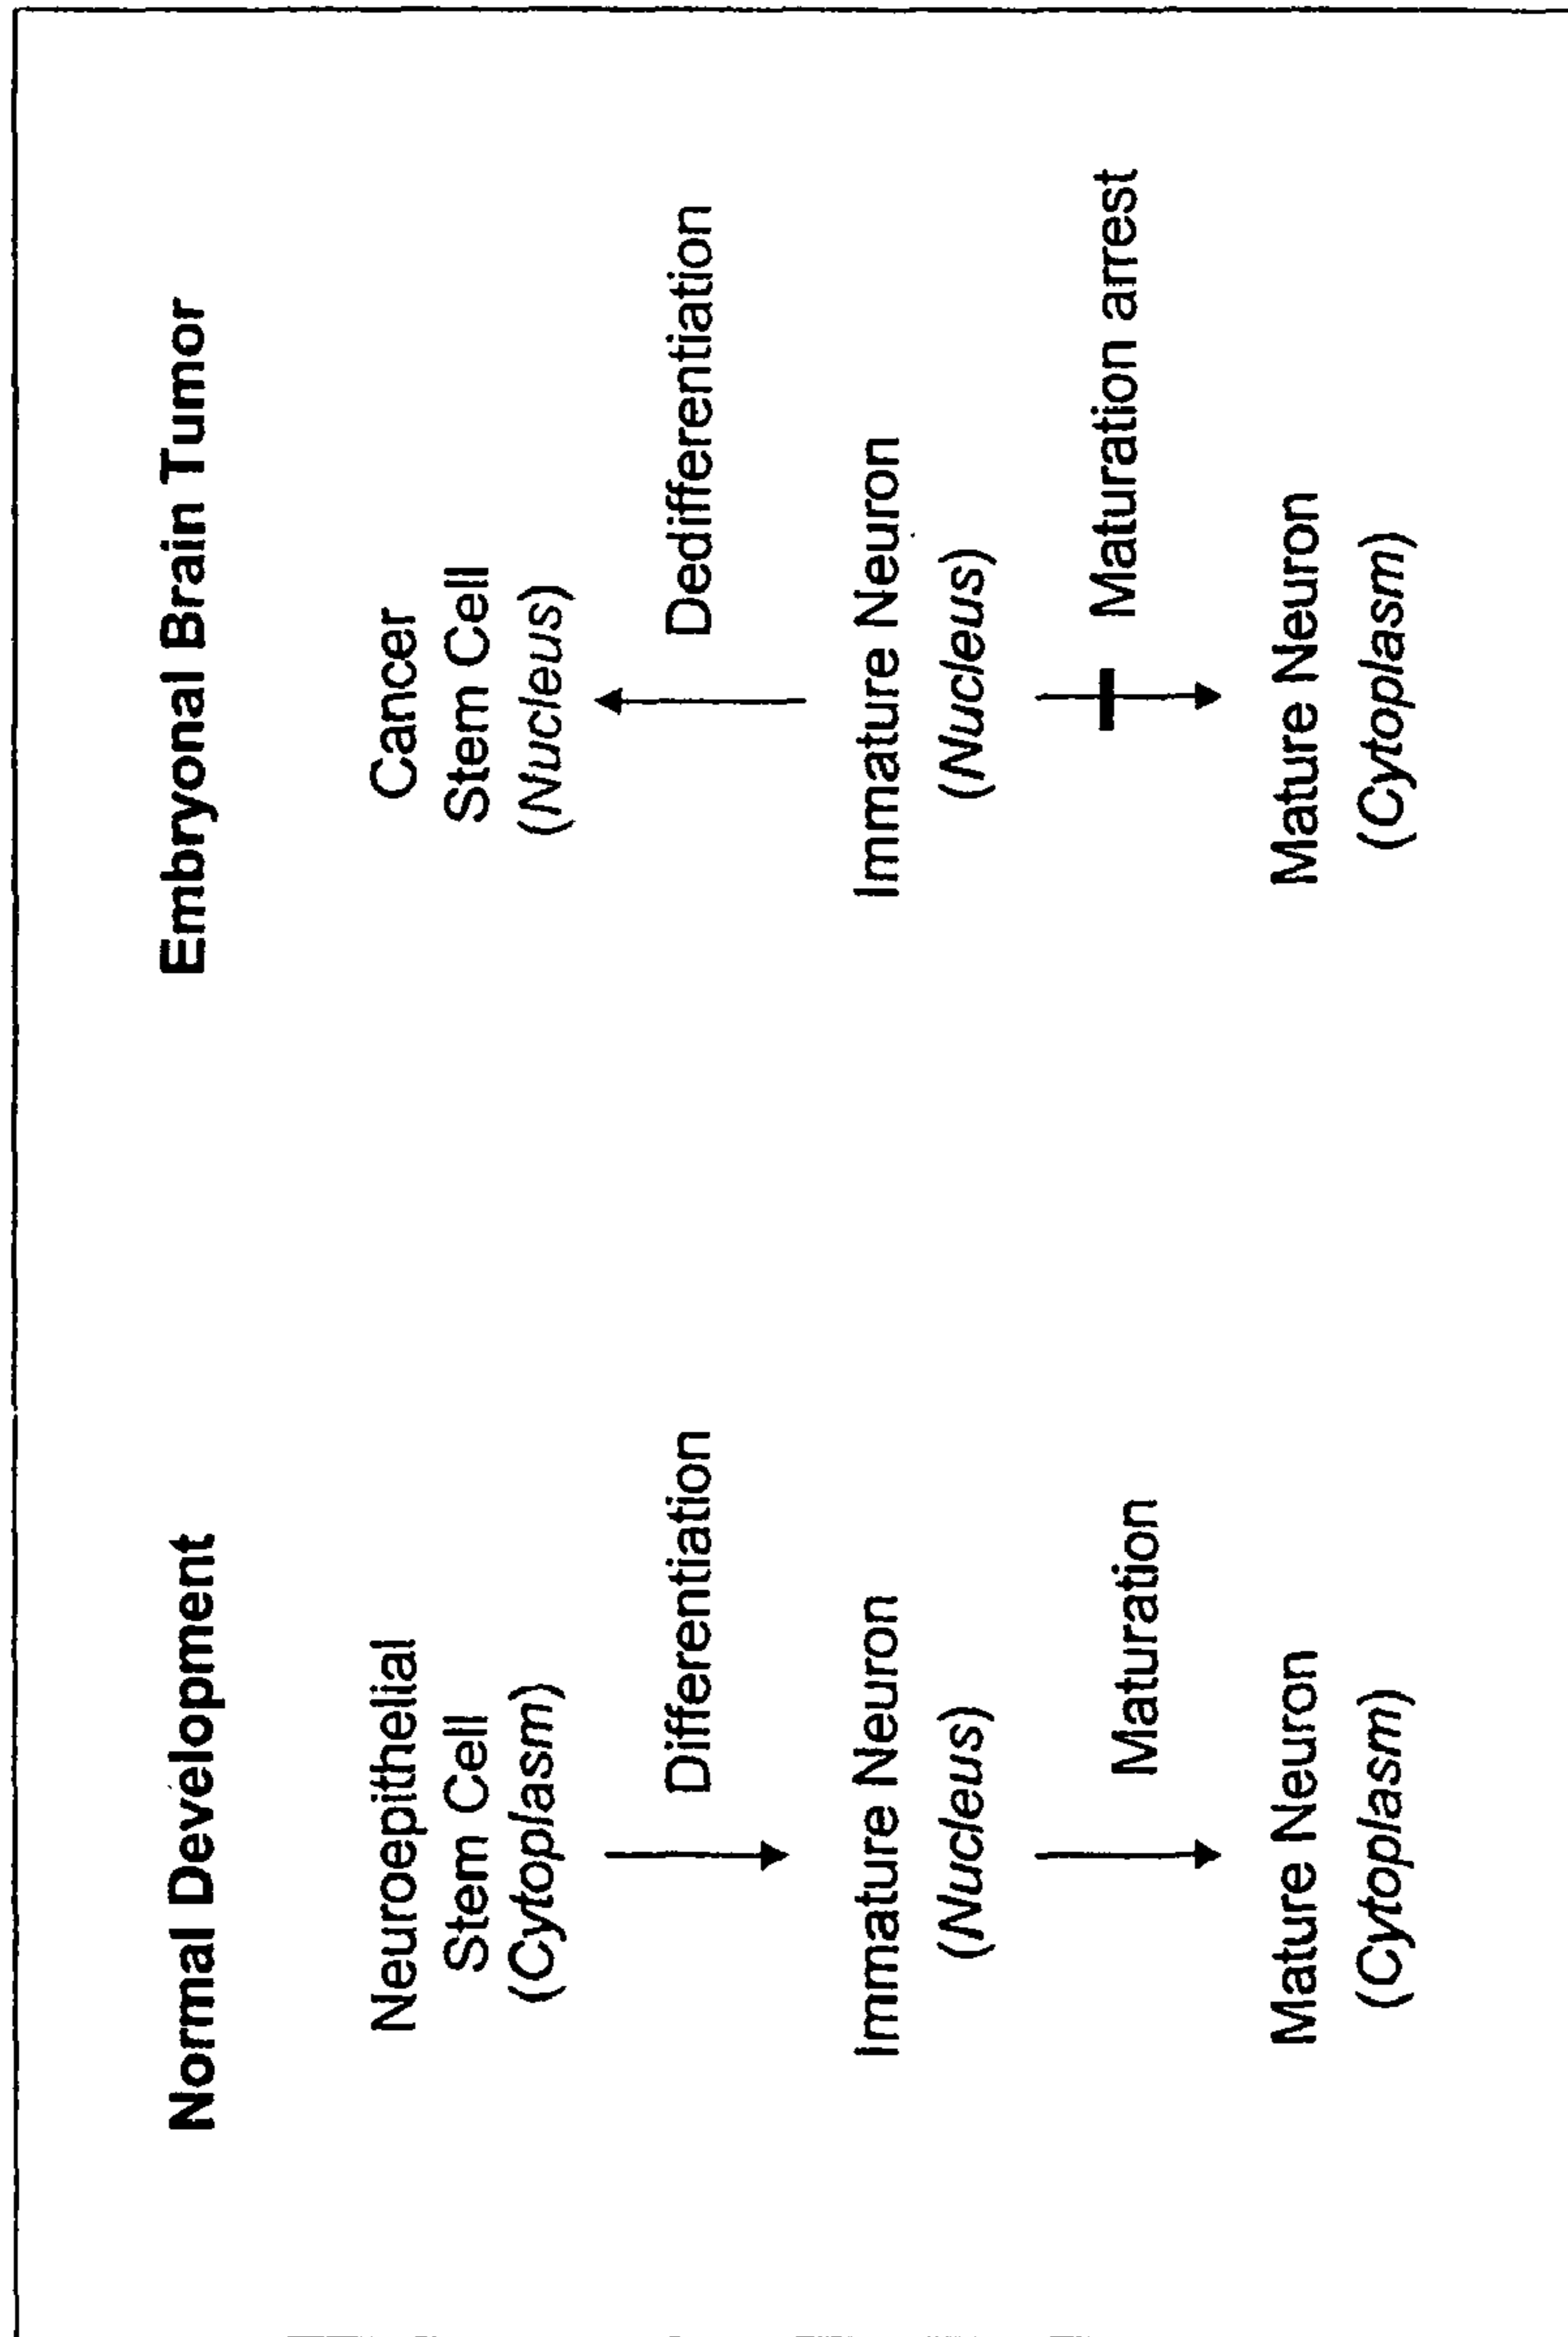 Normal Development
Neuroepithelial
Stem Cell
(Cytoplasm)
Differentiation
Immature Neuron
(Nucleus)
Maturation
Mature Neuron
(Cytoplasm)
Embryonal Brain Tumor
Cancer
Stem Cell
(Nucleus)
Dedifferentiation
Immature Neuron
(Nucleus)
Maturation arrest
Mature Neuron
(Cytoplasm)